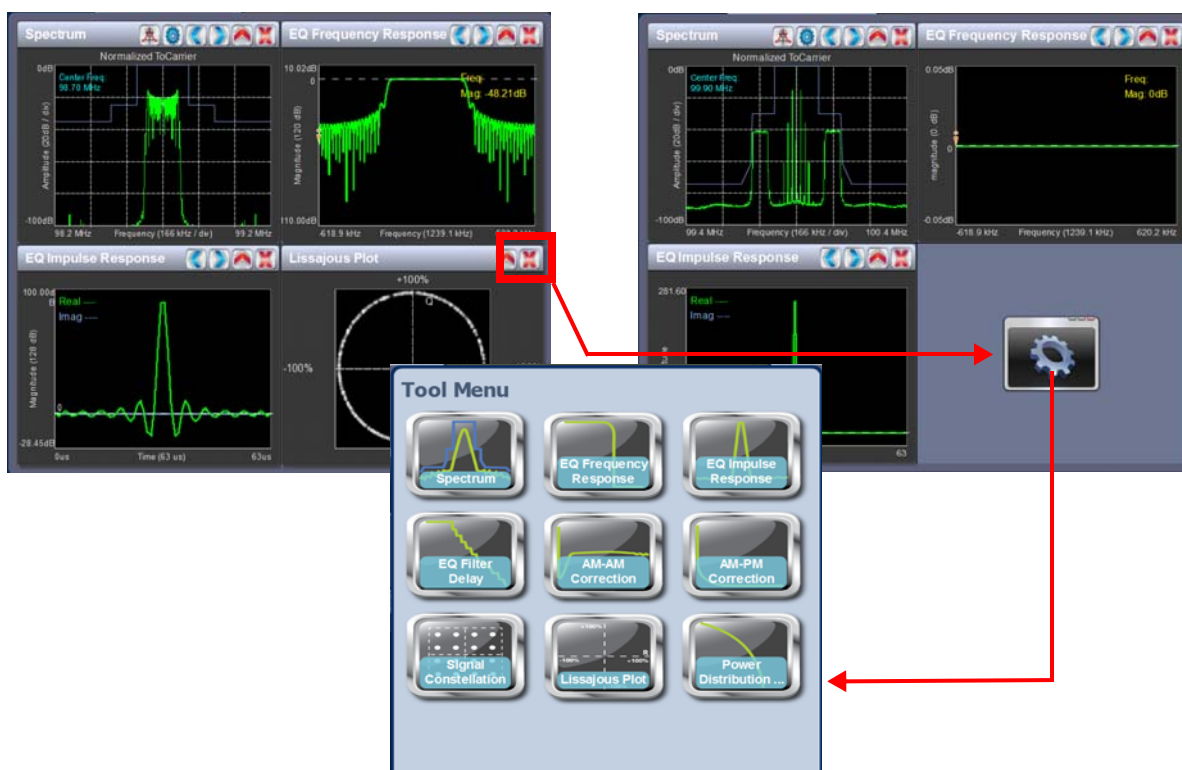 Spectrum
Normalized ToCarrier
0dB
Center Freq:
98.70 MHz
Amplitude (20dB / div)
-100dB
98.2 MHz Frequency (166 kHz / div) 99.2 MHz
EQ Frequency Response
10.02dB
0
Freq:
Mag: -48.21dB
Magnitude (120 dB)
110.00dB
-618.9 kHz Frequency (1239.1 kHz)
EQ Impulse Response
100.00d
B
Real ----
Imag ----
Magnitude (128 dB)
0
-28.45dB
0us Time (63 us) 63us
Lissajous Plot
+100%
Q
-100%
Spectrum
Normalized ToCarrier
0dB
Center Freq:
99.90 MHz
Amplitude (20dB / div)
-100dB
99.4 MHz Frequency (166 kHz / div) 100.4 MHz
EQ Frequency Response
0.05dB
Freq:
Mag: 0dB
magnitude (0. dB)
0
-0.05dB
-618.9 kHz Frequency (1239.1 kHz) 620.2 kHz
EQ Impulse Response
251.60
Real ----
Imag ----
63
Tool Menu
Spectrum
EQ Frequency
Response
EQ Impulse
Response
EQ Filter
Delay
AM-AM
Correction
AM-PM
Correction
Signal
Constellation
+100%
-100%
+100%
Lissajous Plot
Power
Distribution ...